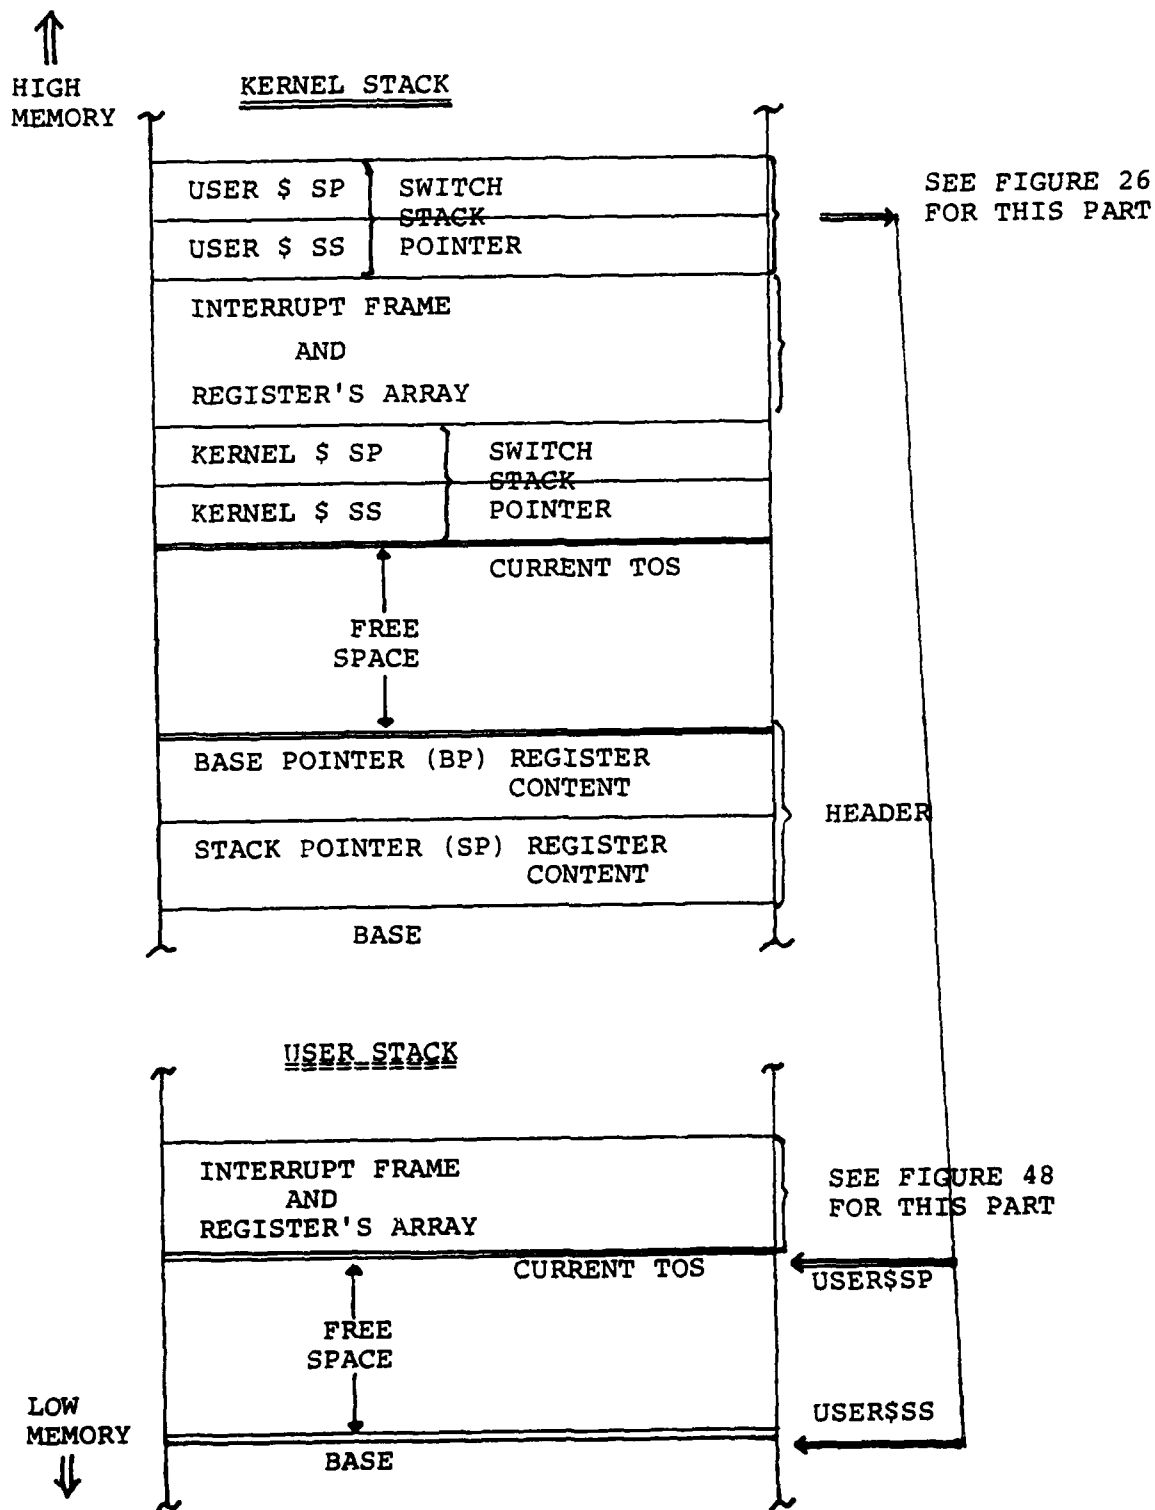 HIGH
MEMORY
KERNEL STACK
USER $ SP
SWITCH
STACK
USER $ SS
POINTER
SEE FIGURE 26
FOR THIS PART
INTERRUPT FRAME
AND
REGISTER'S ARRAY
KERNEL $ SP
SWITCH
STACK
KERNEL $ SS
POINTER
CURRENT TOS
FREE
SPACE
BASE POINTER (BP) REGISTER
CONTENT
HEADER
STACK POINTER (SP) REGISTER
CONTENT
BASE
USER STACK
INTERRUPT FRAME
AND
REGISTER'S ARRAY
SEE FIGURE 48
FOR THIS PART
CURRENT TOS
USER$SP
FREE
SPACE
USER$SS
LOW
MEMORY
BASE